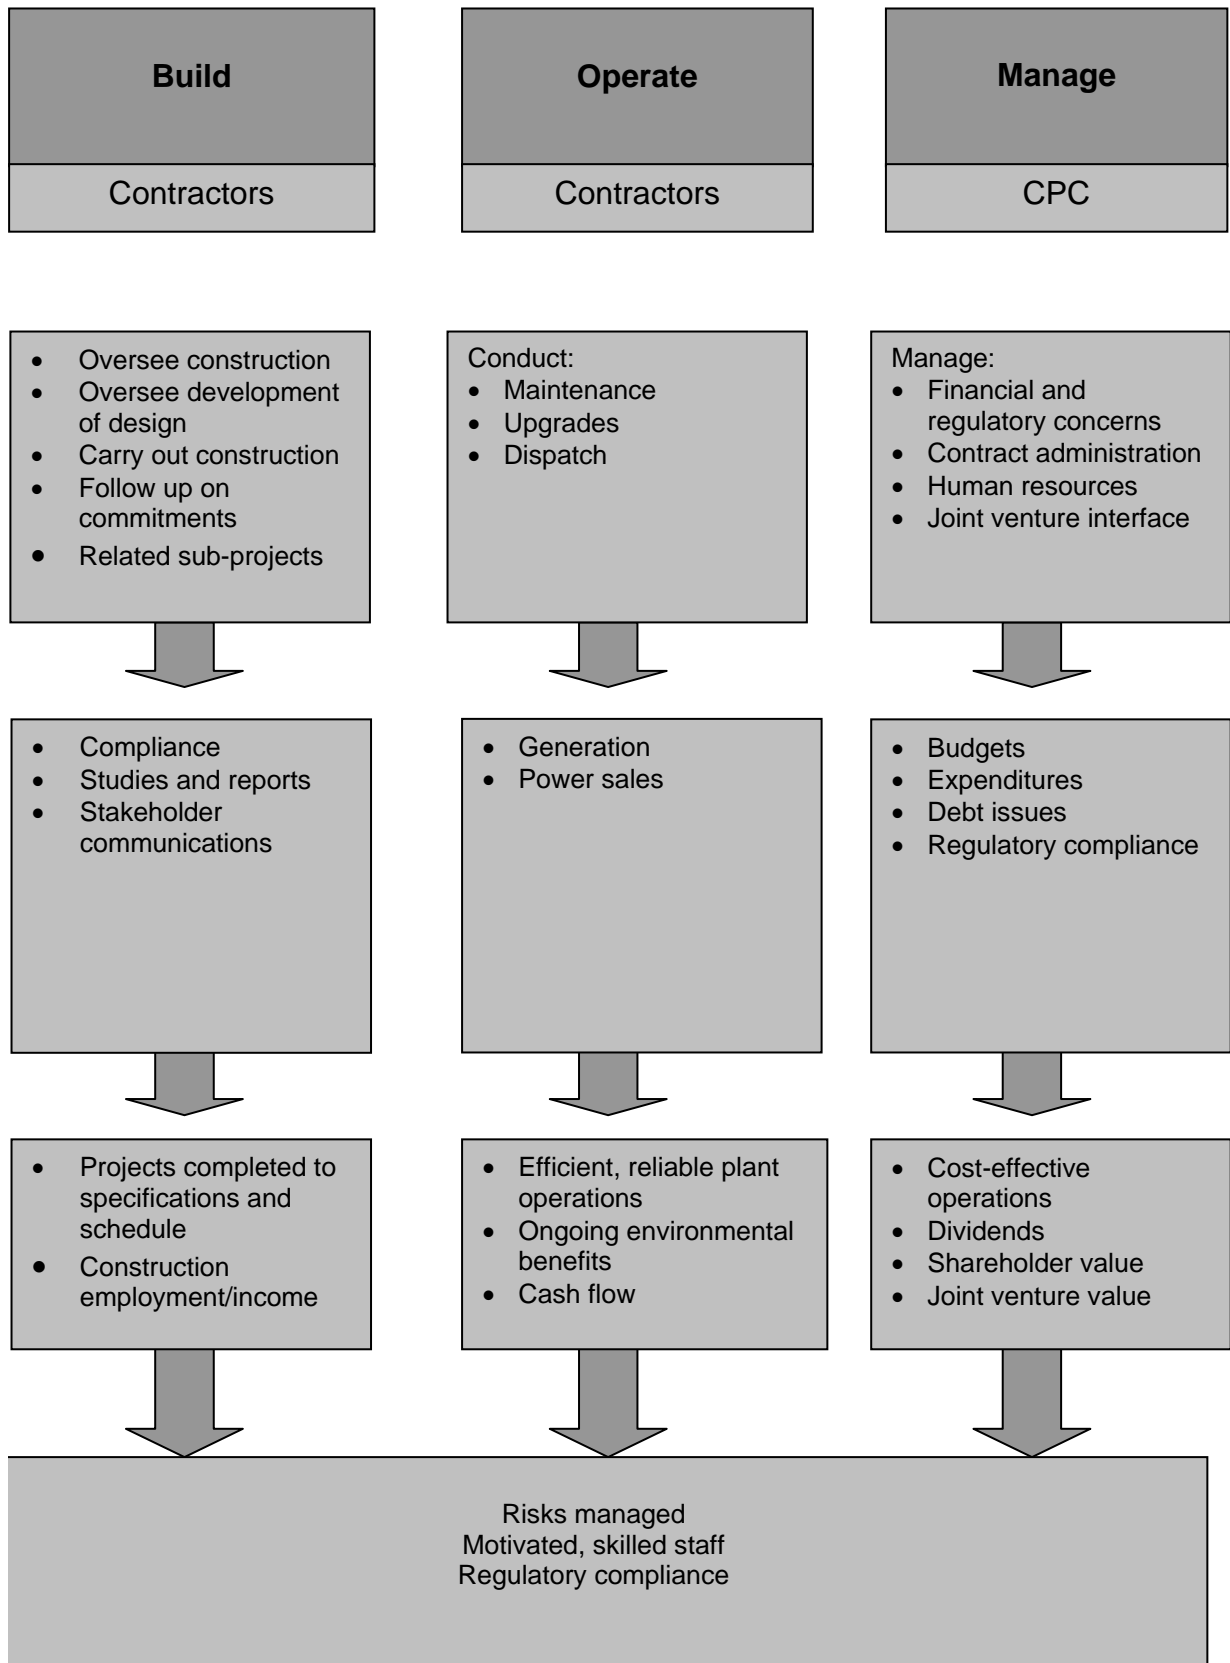 Build
Contractors
Operate
Contractors
Manage
CPC
• Oversee construction
• Oversee development
of design
• Carry out construction
• Follow up on
commitments
• Related sub-projects
Conduct:
• Maintenance
• Upgrades
• Dispatch
Manage:
• Financial and
regulatory concerns
• Contract administration
• Human resources
• Joint venture interface
• Compliance
• Studies and reports
• Stakeholder
communications
• Generation
• Power sales
• Budgets
• Expenditures
• Debt issues
• Regulatory compliance
• Projects completed to
specifications and
schedule
• Construction
employment/income
• Efficient, reliable plant
operations
• Ongoing environmental
benefits
• Cash flow
• Cost-effective
operations
• Dividends
• Shareholder value
• Joint venture value
Risks managed
Motivated, skilled staff
Regulatory compliance